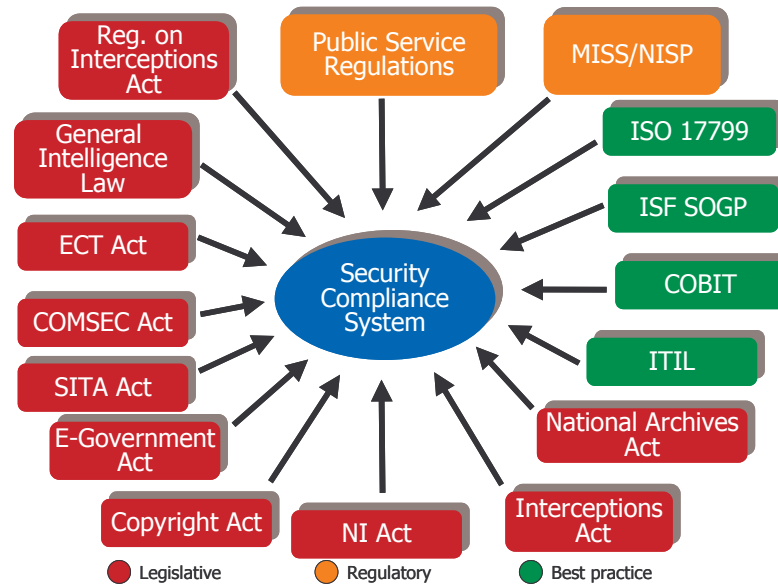 Reg. on
Interceptions
Act
Public Service
Regulations
MISS/NISP
General
Intelligence
Law
ISO 17799
ECT Act
ISF SOGP
Security
Compliance
System
COMSEC Act
COBIT
SITA Act
ITIL
E-Government
Act
National Archives
Act
Copyright Act
NI Act
Interceptions
Act
Legislative
Regulatory
Best practice